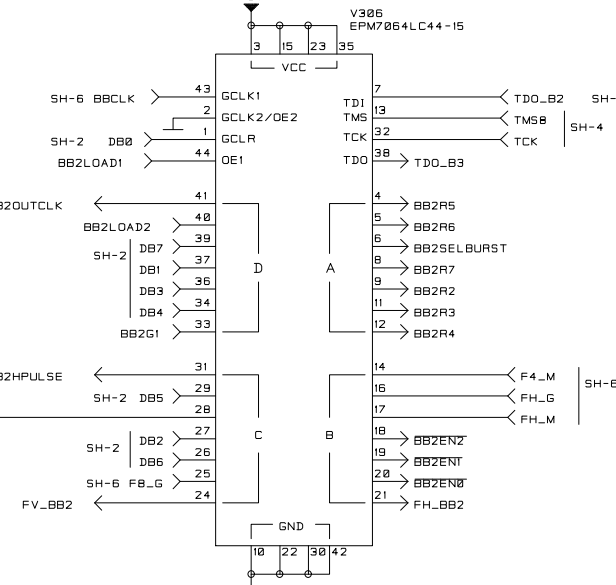 V306
EPM7064LC44-15
3 15 23 35
VCC
SH-6 BBCLK 43 GCLK1
2 GCLK2/OE2
SH-2 DB0 1 GCLR
BB2LOAD1 44 OE1
TDI 7 TDO_B2 SH-
TMS 13 TMS8 SH-4
TCK 32 TCK
TDO 38 TDO_B3
B2OUTCLK 41
BB2LOAD2 40
SH-2 DB7 39
DB1 37
DB3 36
DB4 34
BB2G1 33
D
A
4 BB2R5
5 BB2R6
6 BB2SELBURST
8 BB2R7
9 BB2R2
11 BB2R3
12 BB2R4
B2HPULSE 31
SH-2 DB5 29
28
SH-2 DB2 27
DB6 26
SH-6 F8_G 25
FV_BB2 24
C
B
14 F4_M SH-6
16 FH_G
17 FH_M
18 BB2EN2
19 BB2EN1
20 BB2EN0
21 FH_BB2
GND
10 22 30 42